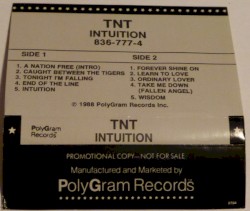 TNT
INTUITION
836-777-4
SIDE 1
1. A NATION FREE (INTRO)
2. CAUGHT BETWEEN THE TIGERS
3. TONIGHT I'M FALLING
4. END OF THE LINE
5. INTUITION
SIDE 2
1. FOREVER SHINE ON
2. LEARN TO LOVE
3. ORDINARY LOVER
4. TAKE ME DOWN
(FALLEN ANGEL)
5. WISDOM
℗ 1988 PolyGram Records Inc.
PolyGram
Records
TNT
INTUITION
PROMOTIONAL COPY—NOT FOR SALE
Manufactured and Marketed by
PolyGram Records